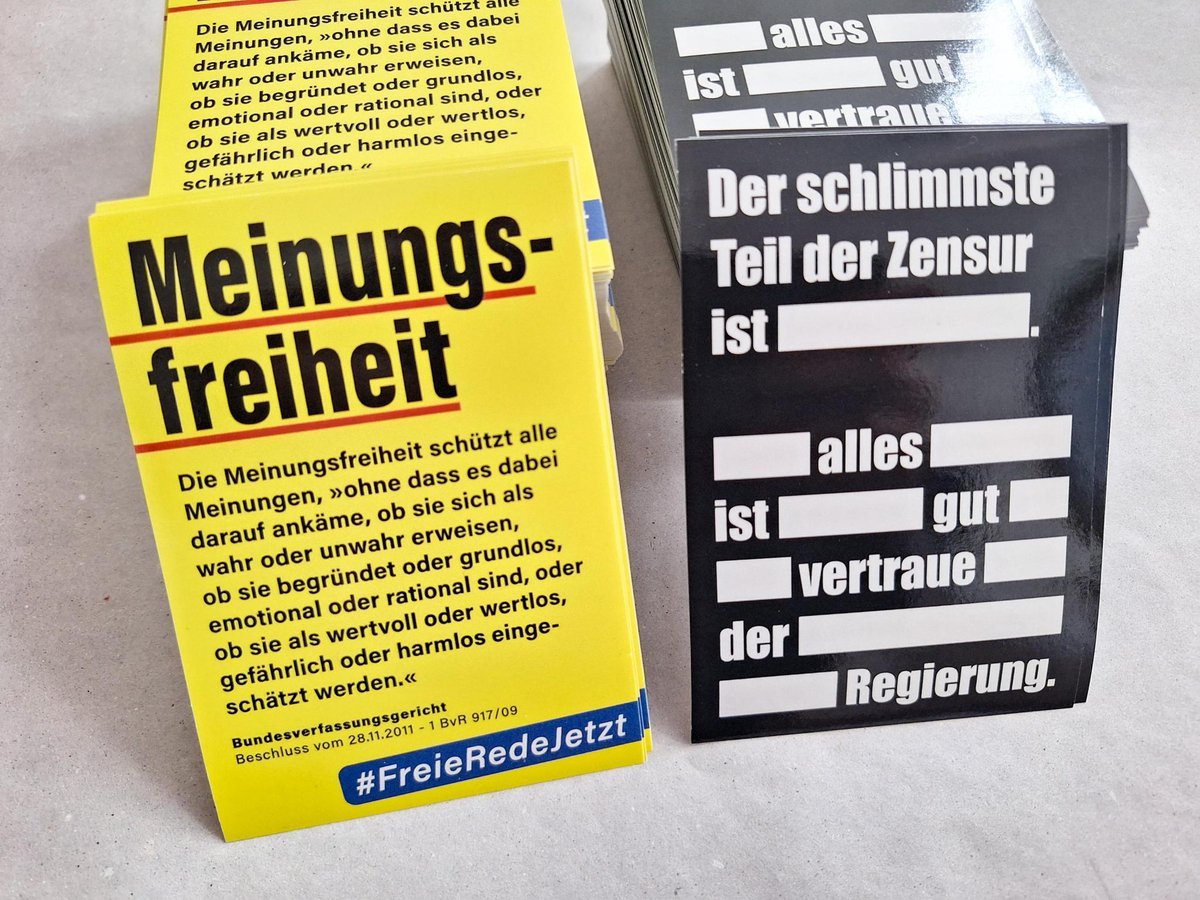 Die Meinungsfreiheit schützt alle
Meinungen, »ohne dass es dabei
darauf ankäme, ob sie sich als
wahr oder unwahr erweisen,
ob sie begründet oder grundlos,
emotional oder rational sind, oder
ob sie als wertvoll oder wertlos,
gefährlich oder harmlos einge-
schätzt werden.«
Meinungs-
freiheit
Die Meinungsfreiheit schützt alle
Meinungen, »ohne dass es dabei
darauf ankäme, ob sie sich als
wahr oder unwahr erweisen,
ob sie begründet oder grundlos,
emotional oder rational sind, oder
ob sie als wertvoll oder wertlos,
gefährlich oder harmlos einge-
schätzt werden.«
Bundesverfassungsgericht
Beschluss vom 28.11.2011 - 1 BvR 917/09
#FreieRedeJetzt
alles
ist gut
vertraue
Der schlimmste
Teil der Zensur
ist .
alles
ist gut
vertraue
der
Regierung.